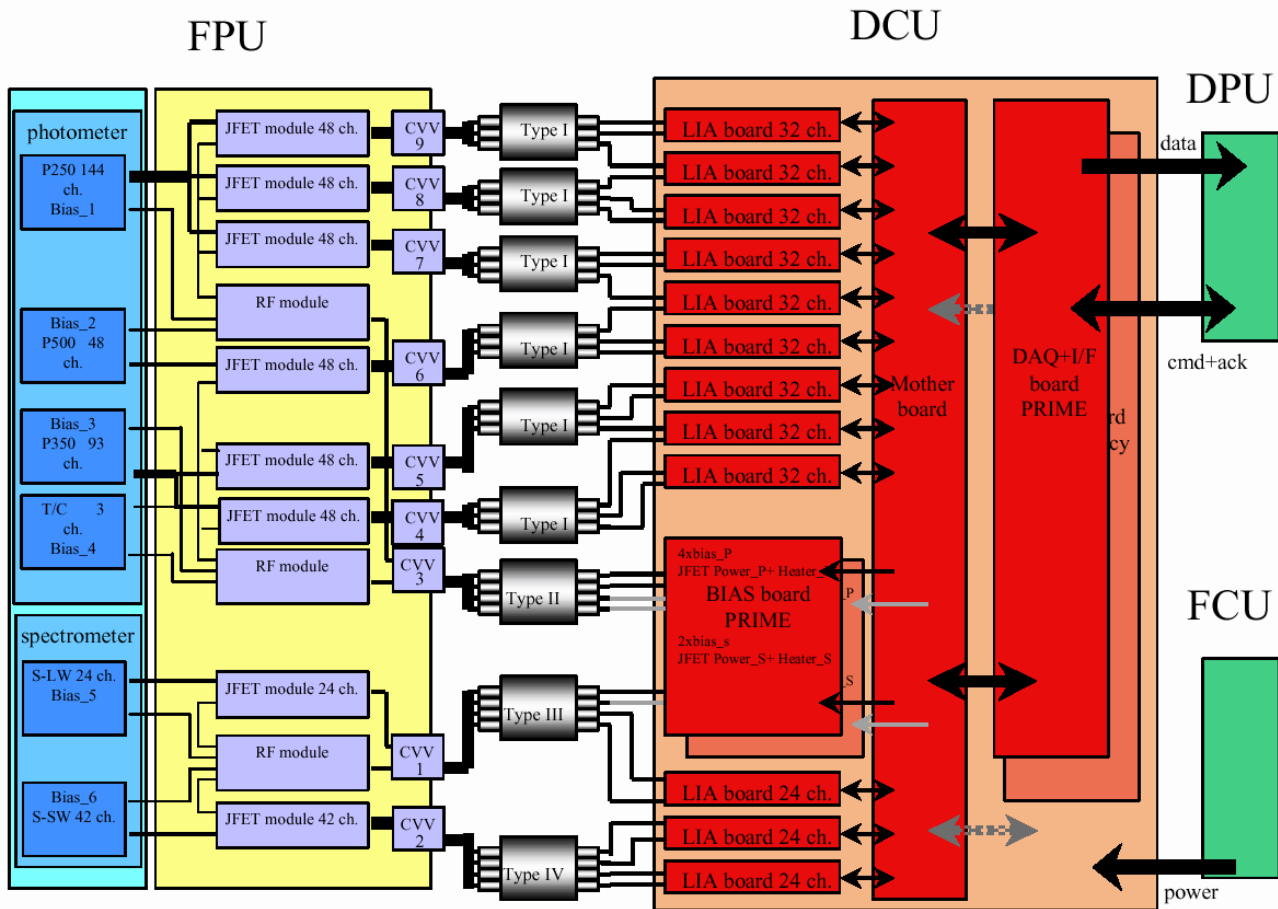 FPU
DCU
DPU
FCU
photometer
P250 144
ch.
Bias_1
Bias_2
P500 48
ch.
Bias_3
P350 93
ch.
T/C 3
ch.
Bias_4
spectrometer
S-LW 24 ch.
Bias_5
Bias_6
S-SW 42 ch.
JFET module 48 ch.
JFET module 48 ch.
JFET module 48 ch.
RF module
JFET module 48 ch.
JFET module 48 ch.
JFET module 48 ch.
RF module
JFET module 24 ch.
RF module
JFET module 42 ch.
CVV
9
CVV
8
CVV
7
CVV
6
CVV
5
CVV
4
CVV
3
CVV
1
CVV
2
Type I
Type I
Type I
Type I
Type I
Type I
Type II
Type III
Type IV
LIA board 32 ch.
LIA board 32 ch.
LIA board 32 ch.
LIA board 32 ch.
LIA board 32 ch.
LIA board 32 ch.
LIA board 32 ch.
LIA board 32 ch.
LIA board 32 ch.
4xbias_P
JFET Power_P+ Heater_
BIAS board
PRIME
_P
2xbias_s
JFET Power_S+ Heater_S
_S
LIA board 24 ch.
LIA board 24 ch.
LIA board 24 ch.
Mother
board
DAQ+I/F
board
PRIME
rd
cy
data
cmd+ack
power